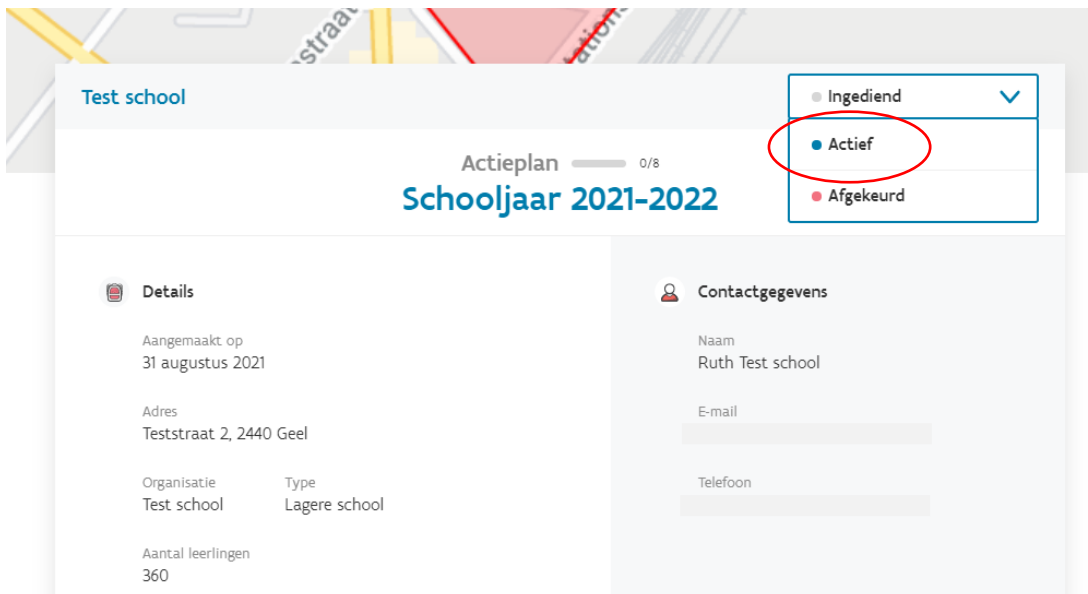 Test school
Ingediend
Actief
Afgekeurd
Actieplan 0/8
Schooljaar 2021-2022
Details
Aangemaakt op
31 augustus 2021
Adres
Teststraat 2, 2440 Geel
Organisatie Type
Test school Lagere school
Aantal leerlingen
360
Contactgegevens
Naam
Ruth Test school
E-mail
Telefoon